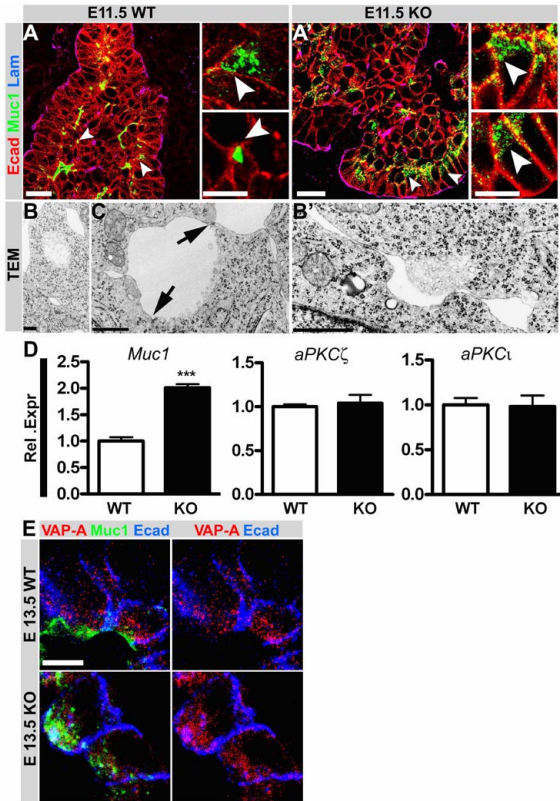 E11.5 WT
E11.5 KO
Ecad Muc1 Lam
A
A'
TEM
B
C
B'
D
Rel .Expr
Muc1
***
2.5
2.0
1.5
1.0
0.5
0.0
WT KO
aPKCζ
1.5
1.0
0.5
0.0
WT KO
aPKCι
1.5
1.0
0.5
0.0
WT KO
E
VAP-A Muc1 Ecad
VAP-A Ecad
E 13.5 WT
E 13.5 KO